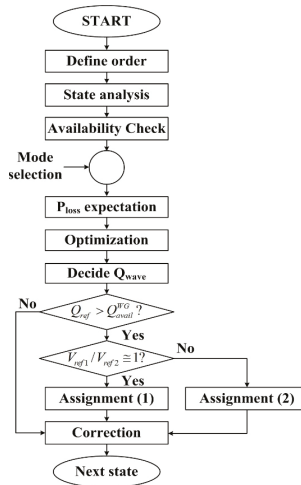 START
Define order
State analysis
Availability Check
Mode
selection
P_loss expectation
Optimization
Decide Q_wave
Q_ref > Q_avail^WG ?
No
Yes
V_ref1 / V_ref2 ≅ 1?
No
Yes
Assignment (1)
Assignment (2)
Correction
Next state